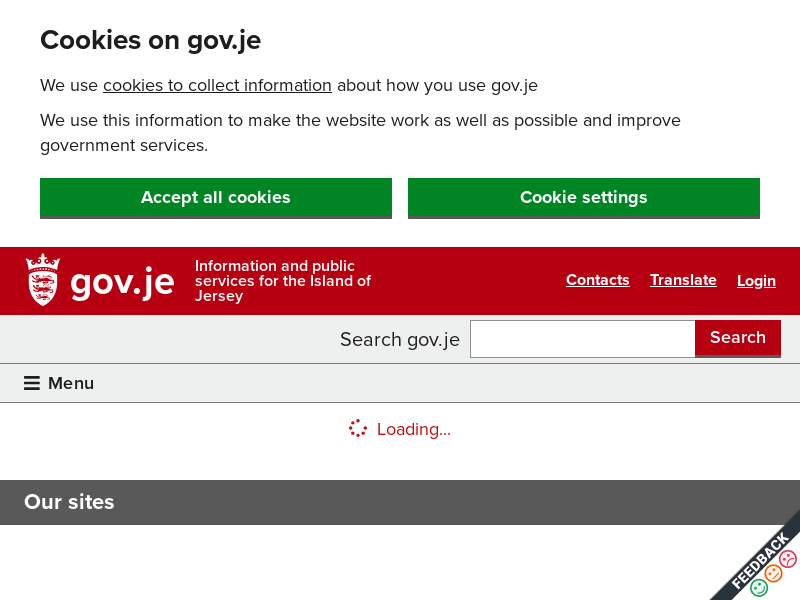 Cookies on gov.je
We use cookies to collect information about how you use gov.je
We use this information to make the website work as well as possible and improve
government services.
Accept all cookies
Cookie settings
gov.je
Information and public
services for the Island of
Jersey
Contacts
Translate
Login
Search gov.je
Search
Menu
Loading...
Our sites
FEEDBACK